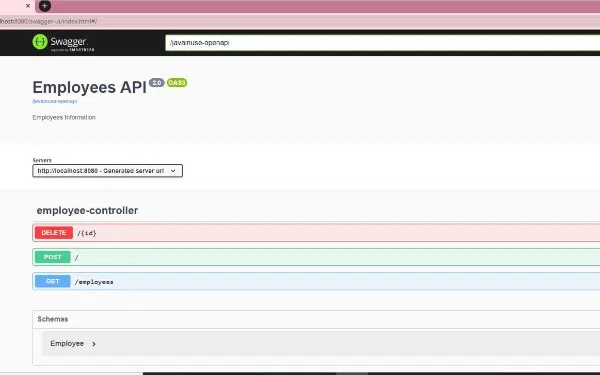 lhost:8080/swagger-ui/index.html#/
Swagger
Supported by SMARTBEAR
/javainuse-openapi
Employees API 2.0 OAS3
/javainuse-openapi
Employees Information
Servers
http://localhost:8080 - Generated server url
employee-controller
DELETE /{id}
POST /
GET /employees
Schemas
Employee